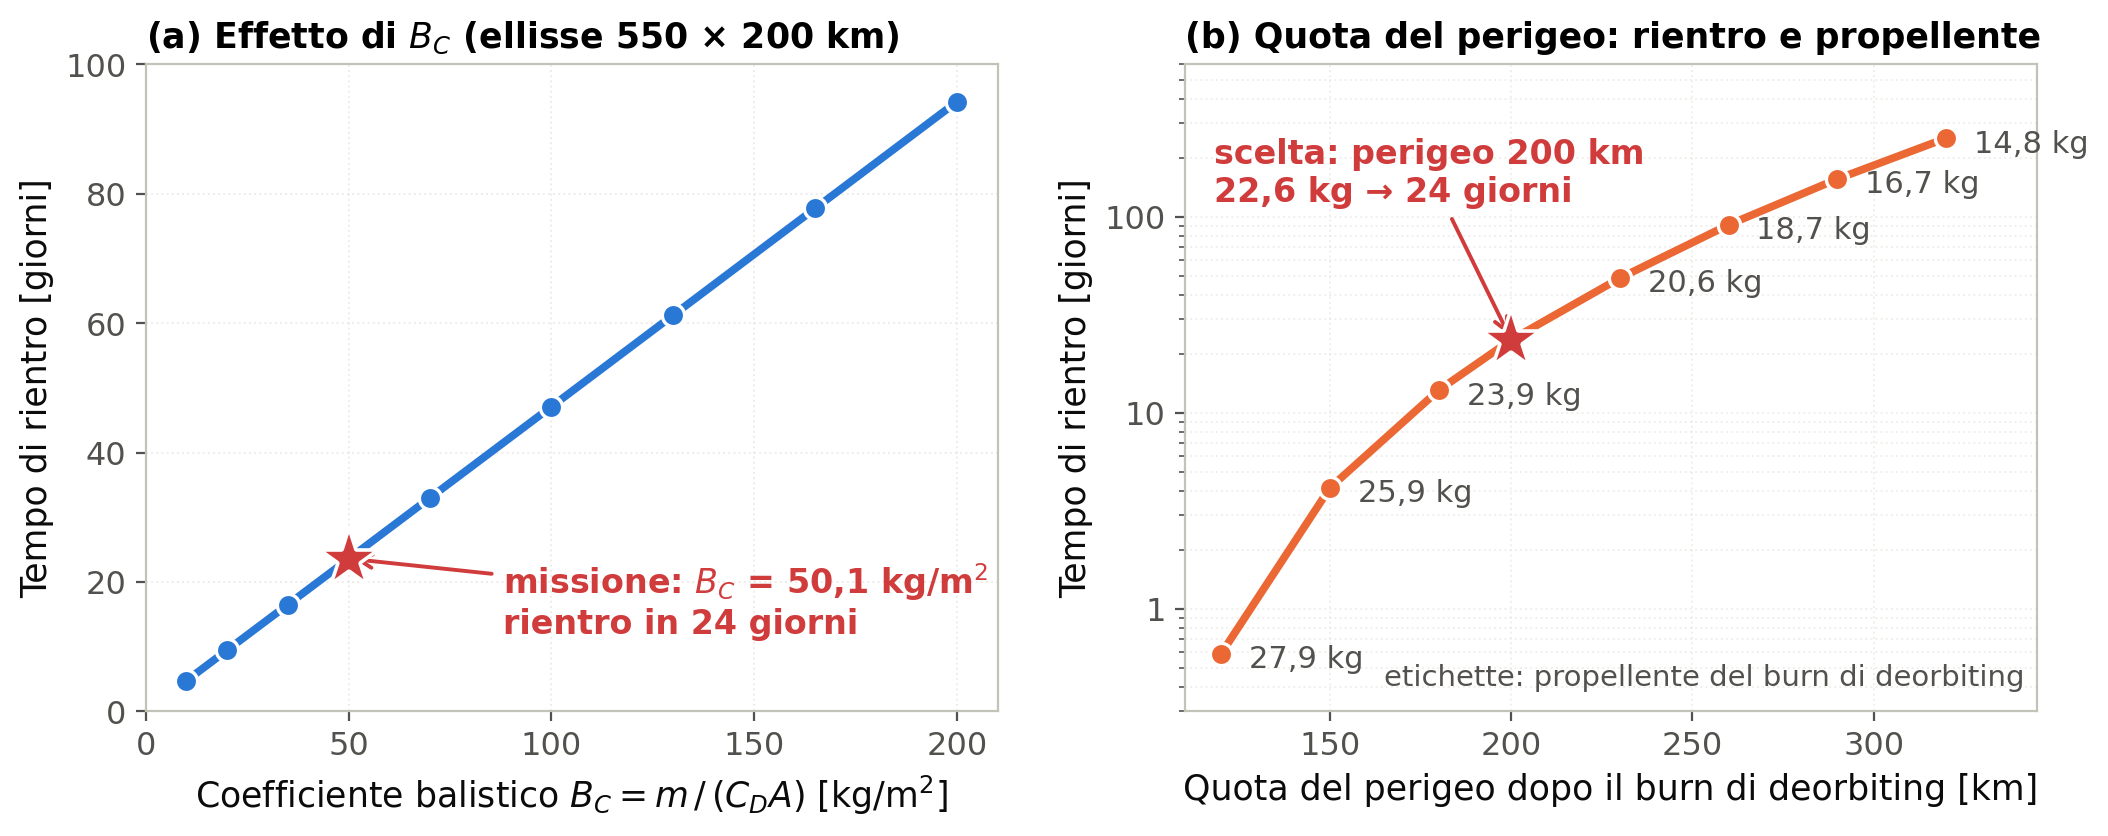 (a) Effetto di B_C (ellisse 550 × 200 km)
Tempo di rientro [giorni]
100
80
60
40
20
0
missione: B_C = 50,1 kg/m²
rientro in 24 giorni
0 50 100 150 200
Coefficiente balistico B_C = m / (C_D A) [kg/m²]
(b) Quota del perigeo: rientro e propellente
Tempo di rientro [giorni]
100
10
1
scelta: perigeo 200 km
22,6 kg → 24 giorni
14,8 kg
16,7 kg
18,7 kg
20,6 kg
23,9 kg
25,9 kg
27,9 kg
etichette: propellente del burn di deorbiting
150 200 250 300
Quota del perigeo dopo il burn di deorbiting [km]